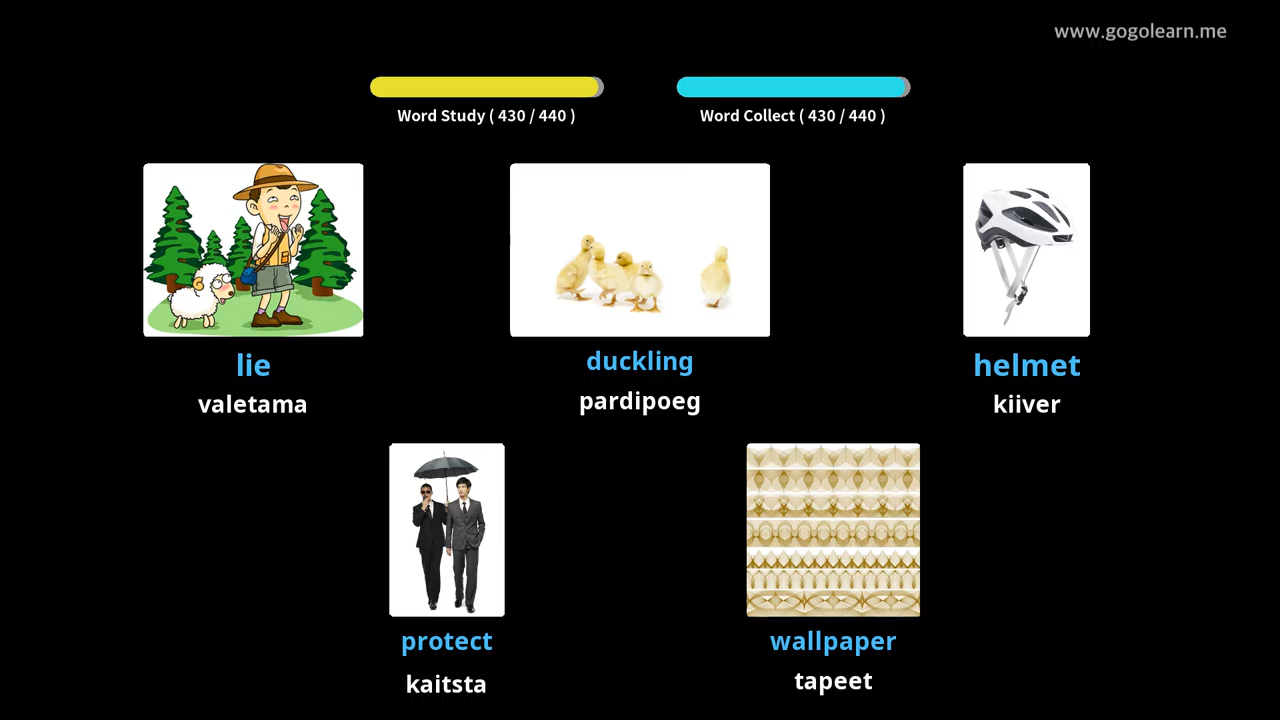 www.gogolearn.me
Word Study ( 430 / 440 )
Word Collect ( 430 / 440 )
lie
valetama
duckling
pardipoeg
helmet
kiiver
protect
kaitsta
wallpaper
tapeet